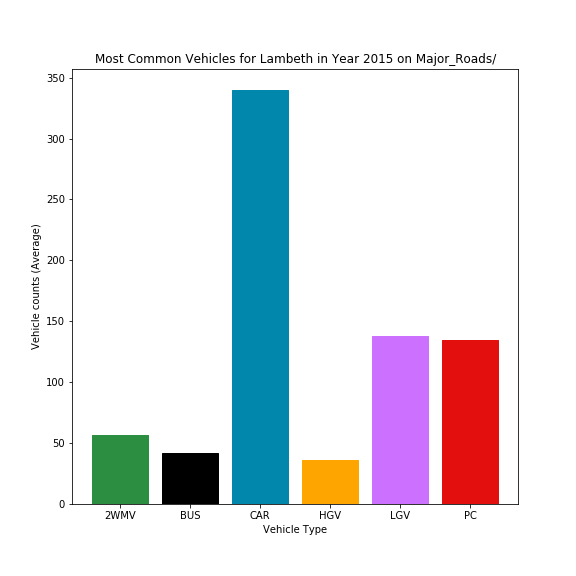 Most Common Vehicles for Lambeth in Year 2015 on Major_Roads/
350
300
250
200
150
100
50
0
Vehicle counts (Average)
2WMV BUS CAR HGV LGV PC
Vehicle Type